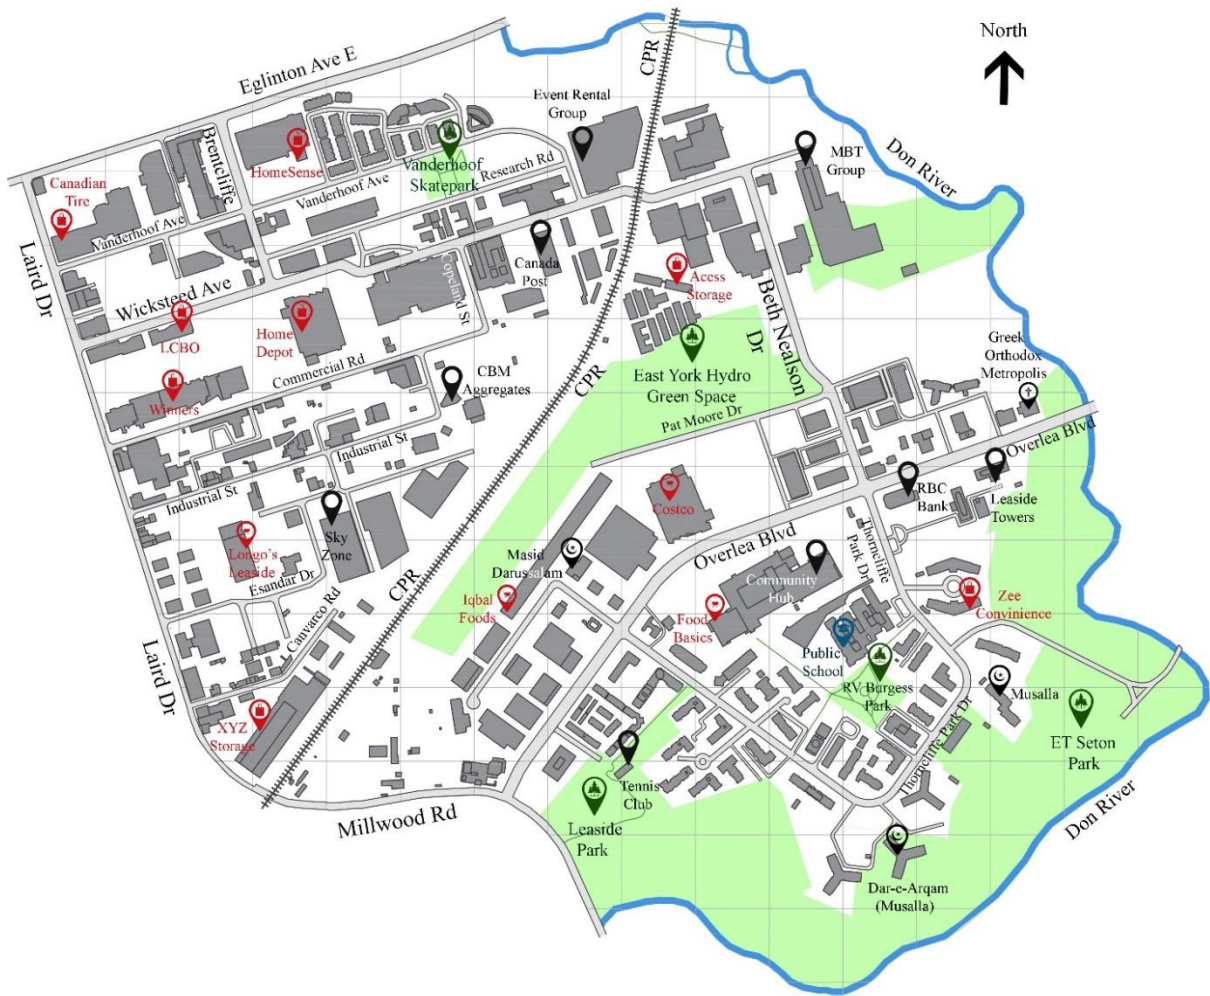 North
Eglinton Ave E
CPR
Event Rental
Group
Brentcliffe
HomeSense
Vanderhoof
Skatepark
Research Rd
MBT
Group
Don River
Canadian
Tire
Vanderhoof Ave
Vanderhoof Ave
Laird Dr
Canada
Post
Copeland St
Acess
Storage
Wicksteed Ave
Beth Nealson
Dr
LCBO
Home
Depot
Commercial Rd
Winners
CBM
Aggregates
CPR
East York Hydro
Green Space
Pat Moore Dr
Greek
Orthodox
Metropolis
Overlea Blvd
Industrial St
Industrial St
RBC
Bank
Leaside
Towers
Costco
Sky
Zone
Longo's
Leaside
Esandar Dr
Masid
Darussalam
Overlea Blvd
Thorncliffe
Park Dr
Community
Hub
CPR
Iqbal
Foods
Food
Basics
Zee
Convinience
Canvarco Rd
Public
School
RV Burgess
Park
Laird Dr
Musalla
XYZ
Storage
Thorncliffe Park Dr
ET Seton
Park
Tennis
Club
Millwood Rd
Leaside
Park
Don River
Dar-e-Arqam
(Musalla)